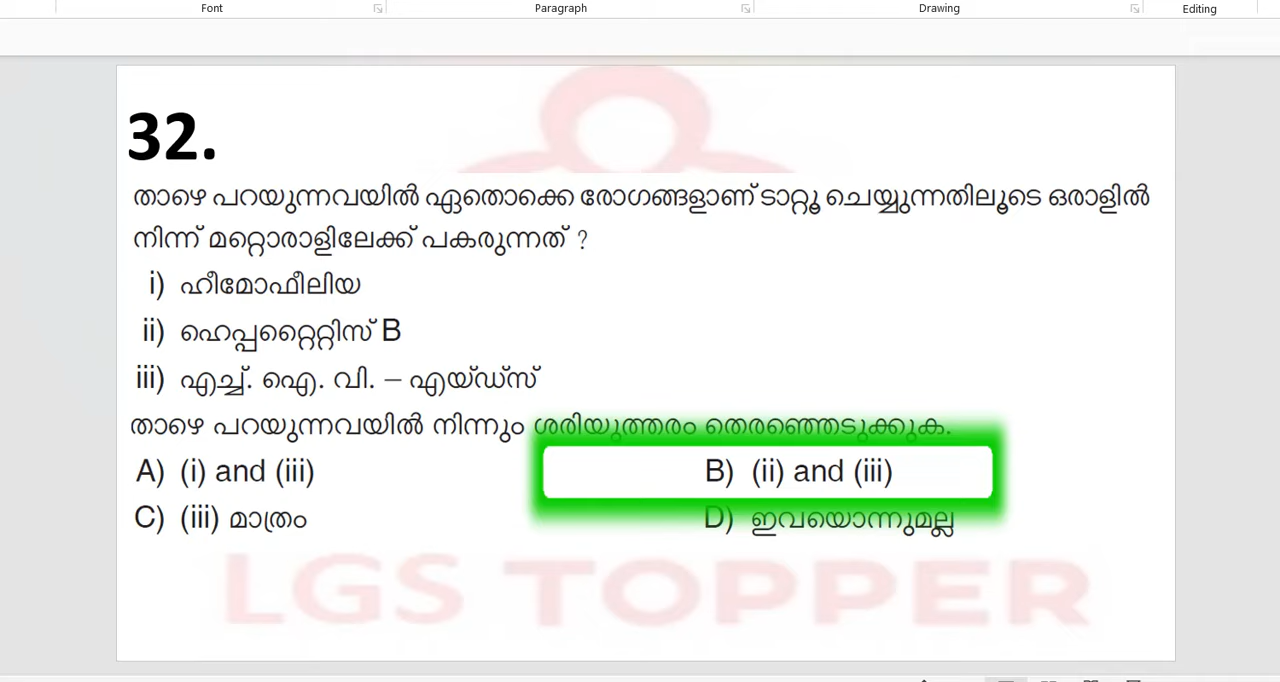 Font Paragraph Drawing Editing
32.
താഴെ പറയുന്നവയിൽ ഏതൊക്കെ രോഗങ്ങളാണ് ടാറ്റൂ ചെയ്യുന്നതിലൂടെ ഒരാളിൽ
നിന്ന് മറ്റൊരാളിലേക്ക് പകരുന്നത് ?
i) ഹീമോഫീലിയ
ii) ഹെപ്പറ്റൈറ്റിസ് B
iii) എച്ച്. ഐ. വി. – എയ്ഡ്സ്
താഴെ പറയുന്നവയിൽ നിന്നും ശരിയുത്തരം തെരഞ്ഞെടുക്കുക.
A) (i) and (iii) B) (ii) and (iii)
C) (iii) മാത്രം D) ഇവയൊന്നുമല്ല
LGS TOPPER